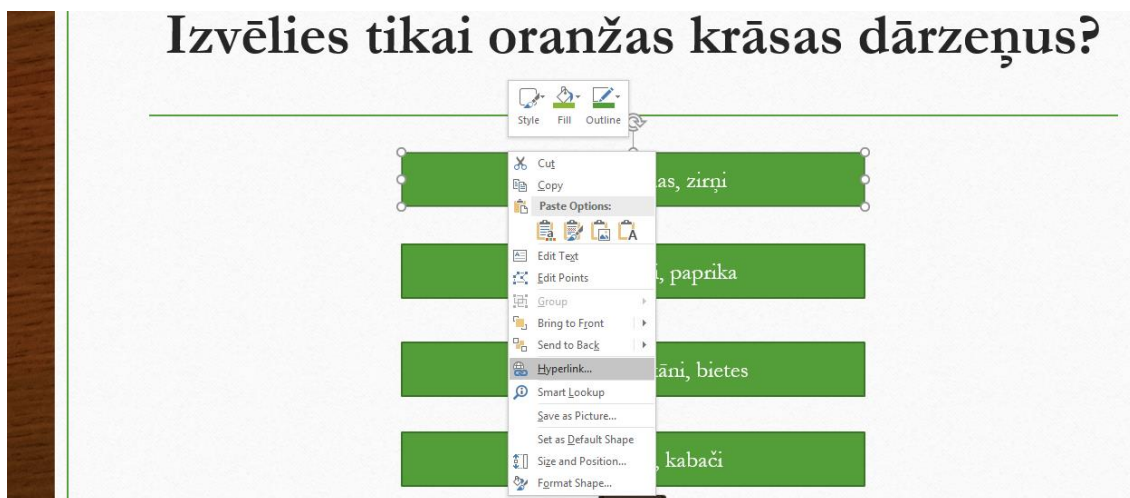 Izvēlies tikai oranžas krāsas dārzeņus?
Style Fill Outline
Cut
as, zirņi
Copy
Paste Options:
Edit Text
Edit Points
, paprika
Group
Bring to Front
Send to Back
Hyperlink...
āni, bietes
Smart Lookup
Save as Picture...
Set as Default Shape
Size and Position...
, kabači
Format Shape...